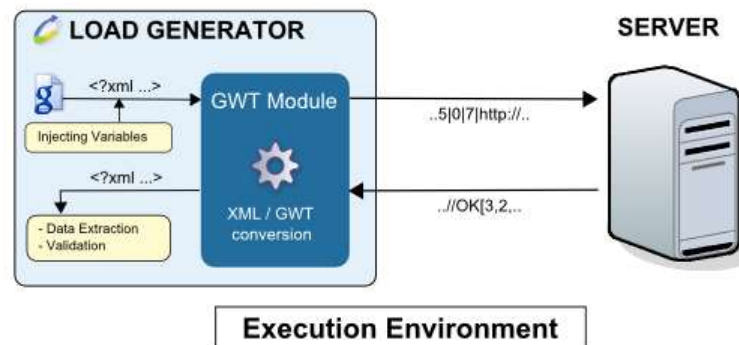 LOAD GENERATOR
SERVER
<?xml ...>
g
GWT Module
..5|0|7|http://..
Injecting Variables
<?xml ...>
..//OK[3,2,..
- Data Extraction
- Validation
XML / GWT
conversion
Execution Environment